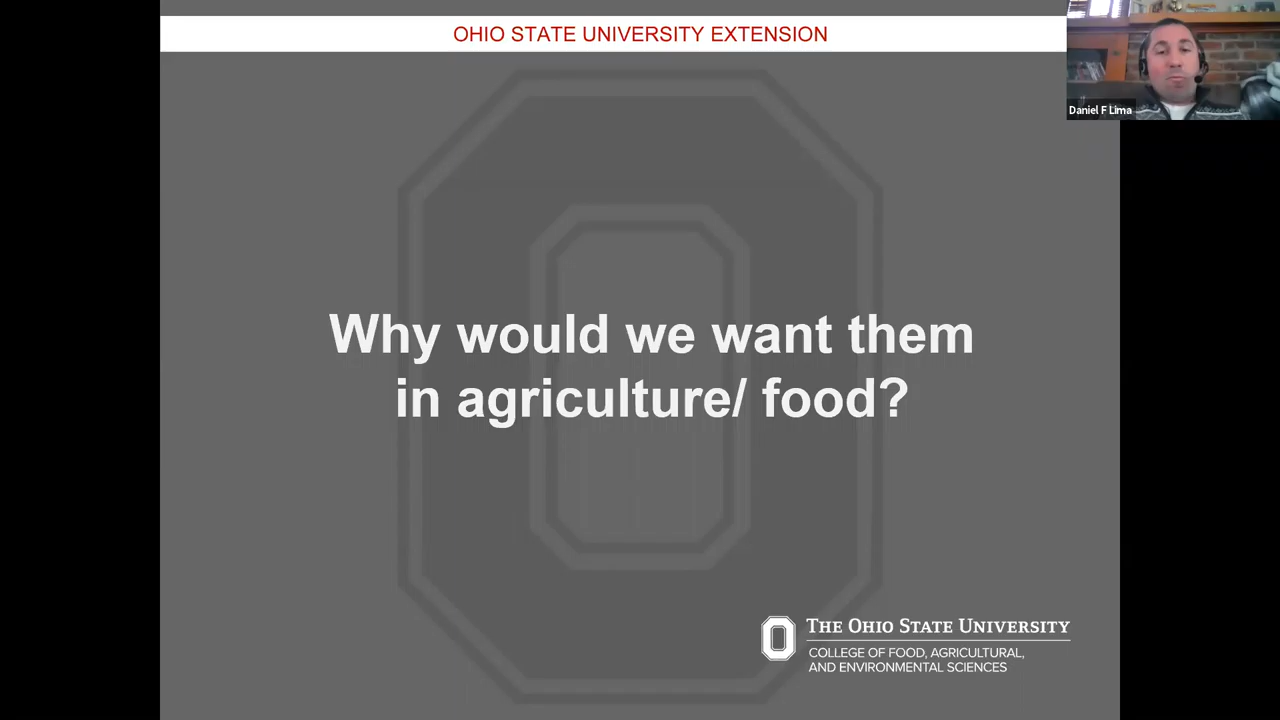 OHIO STATE UNIVERSITY EXTENSION
Daniel F Lima
Why would we want them
in agriculture/ food?
THE OHIO STATE UNIVERSITY
COLLEGE OF FOOD, AGRICULTURAL,
AND ENVIRONMENTAL SCIENCES